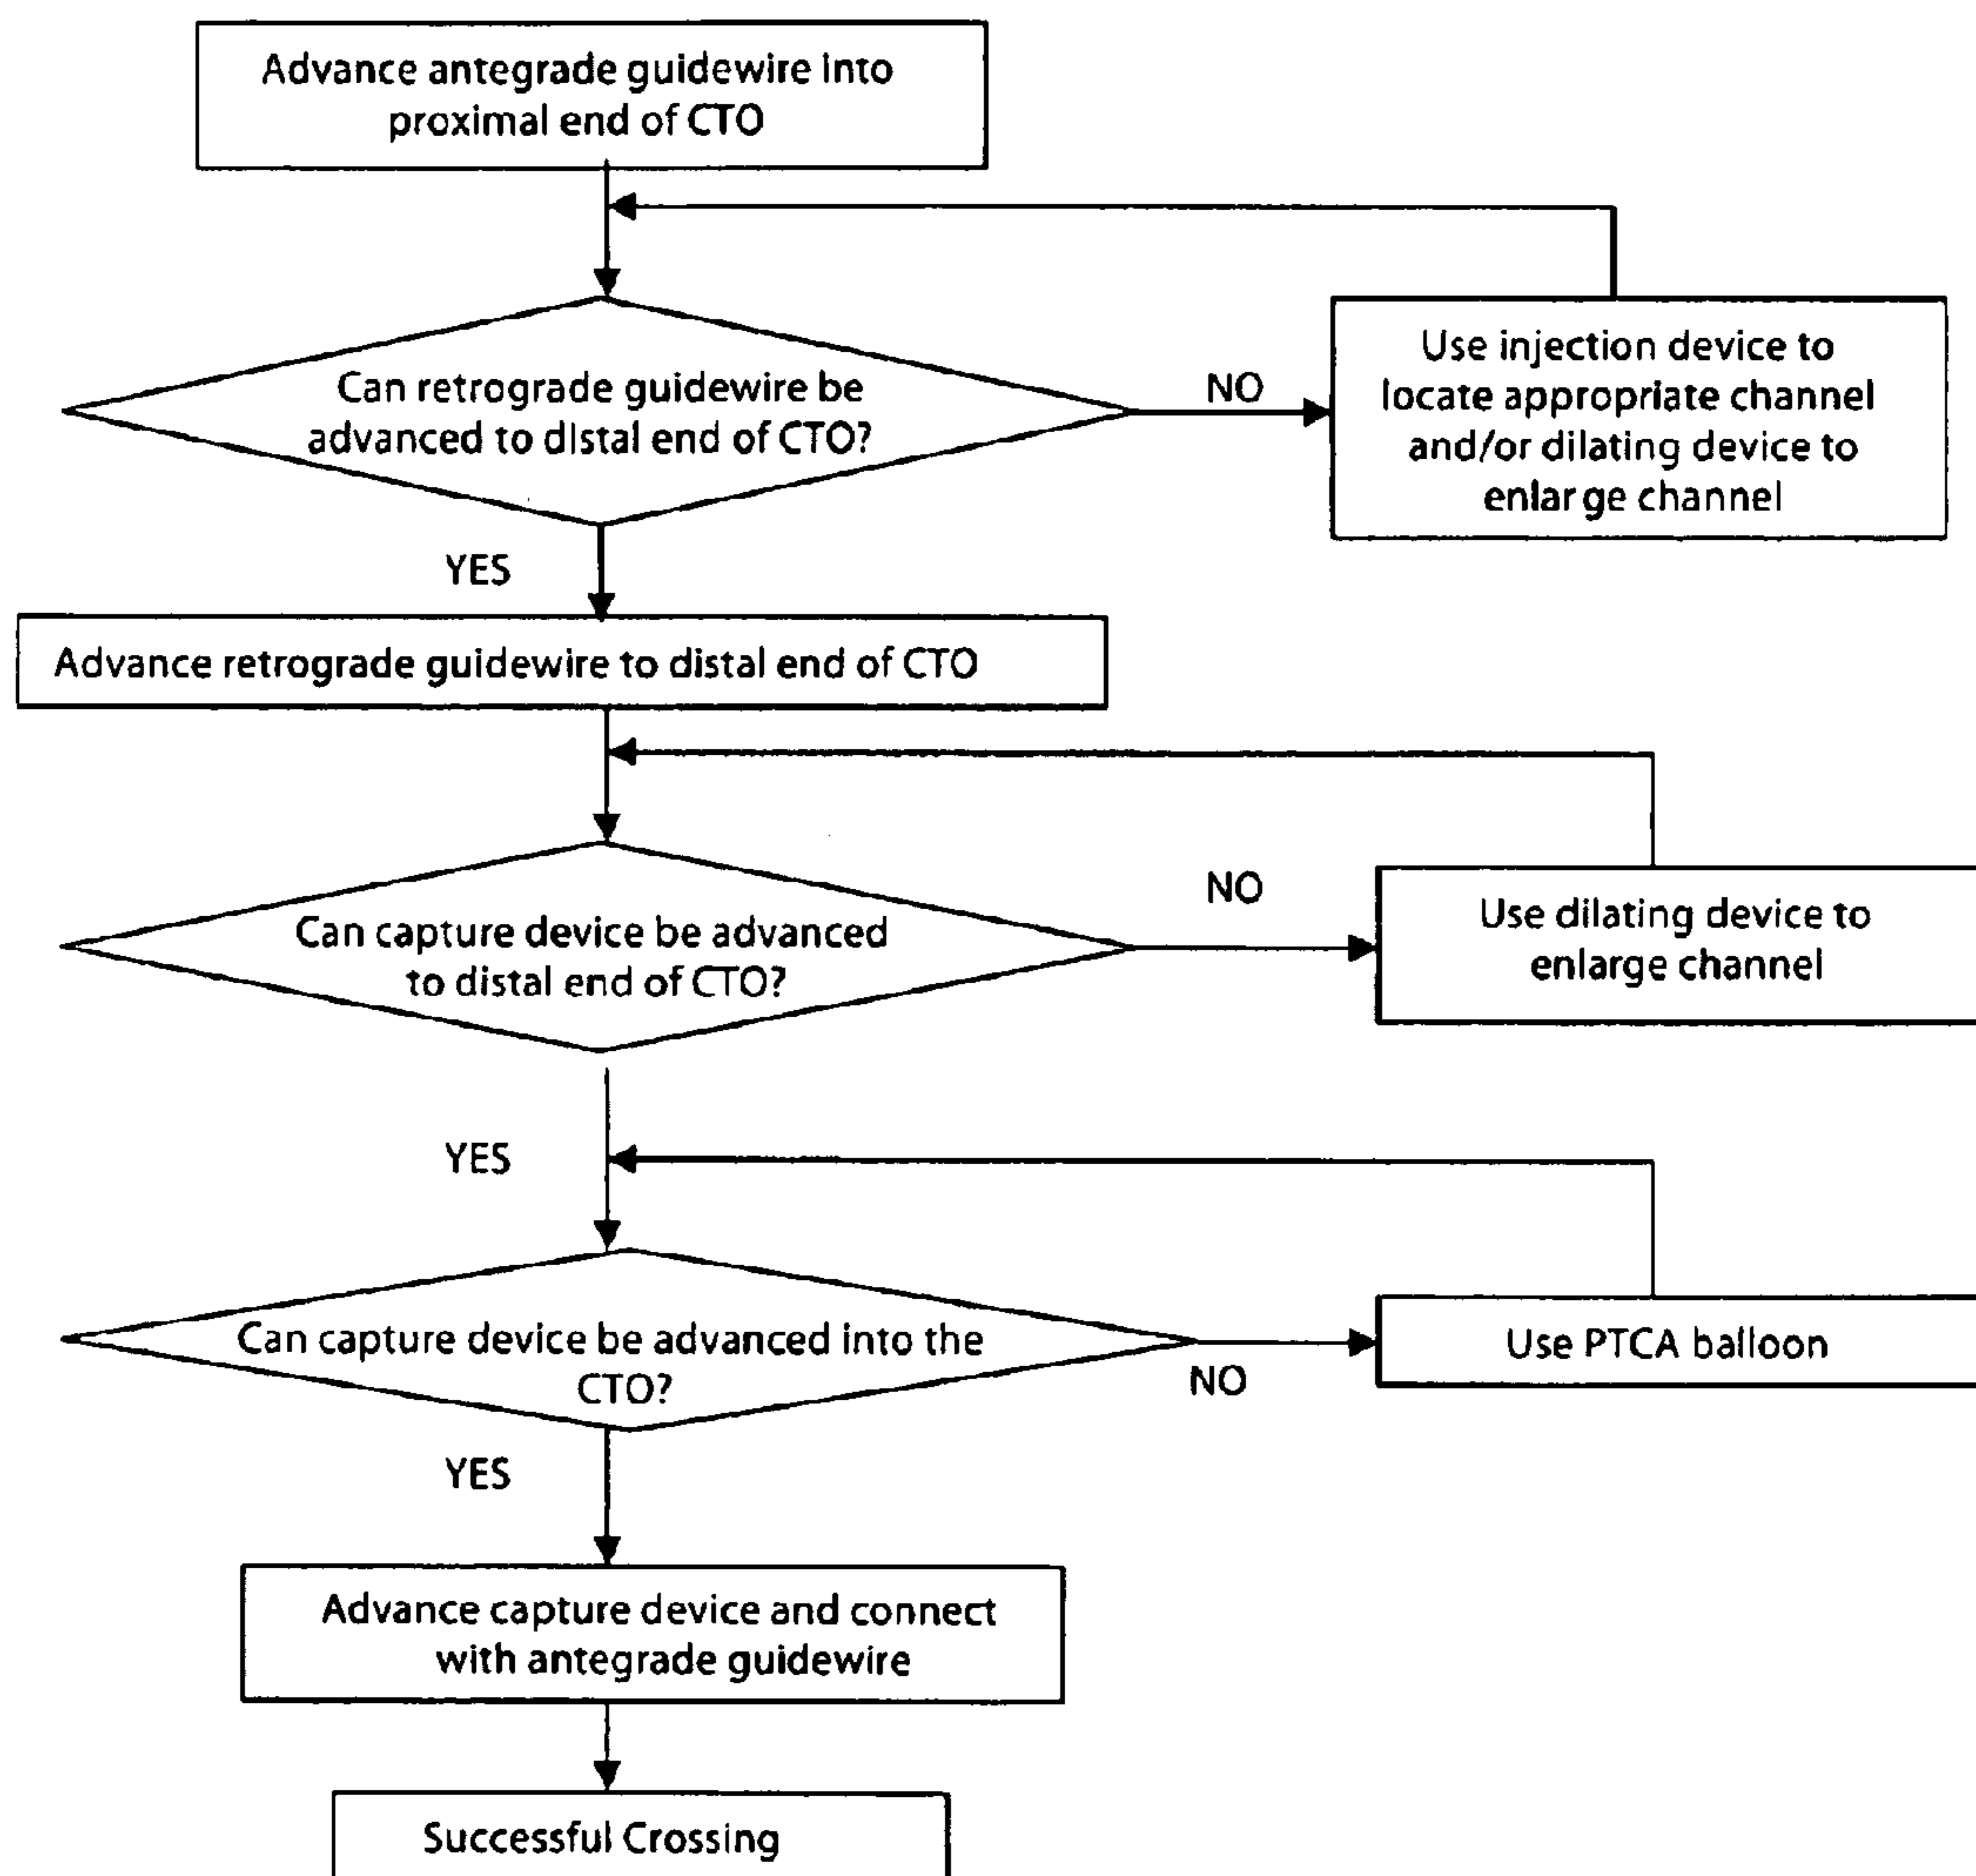 Advance antegrade guidewire into
proximal end of CTO
Can retrograde guidewire be
advanced to distal end of CTO?
NO
Use injection device to
locate appropriate channel
and/or dilating device to
enlarge channel
YES
Advance retrograde guidewire to distal end of CTO
Can capture device be advanced
to distal end of CTO?
NO
Use dilating device to
enlarge channel
YES
Can capture device be advanced into the
CTO?
NO
Use PTCA balloon
YES
Advance capture device and connect
with antegrade guidewire
Successful Crossing